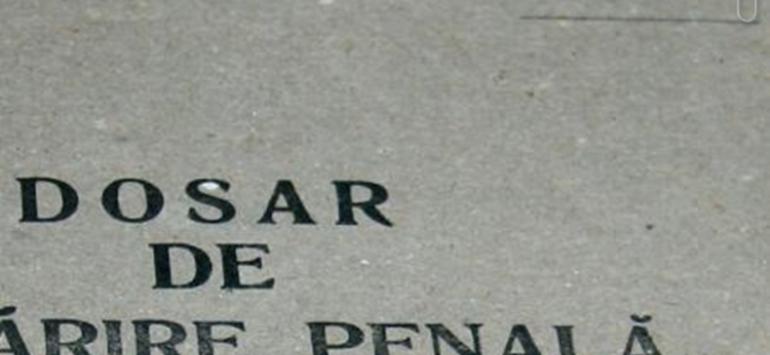 DOSAR
DE
ĂRIRE PENALĂ